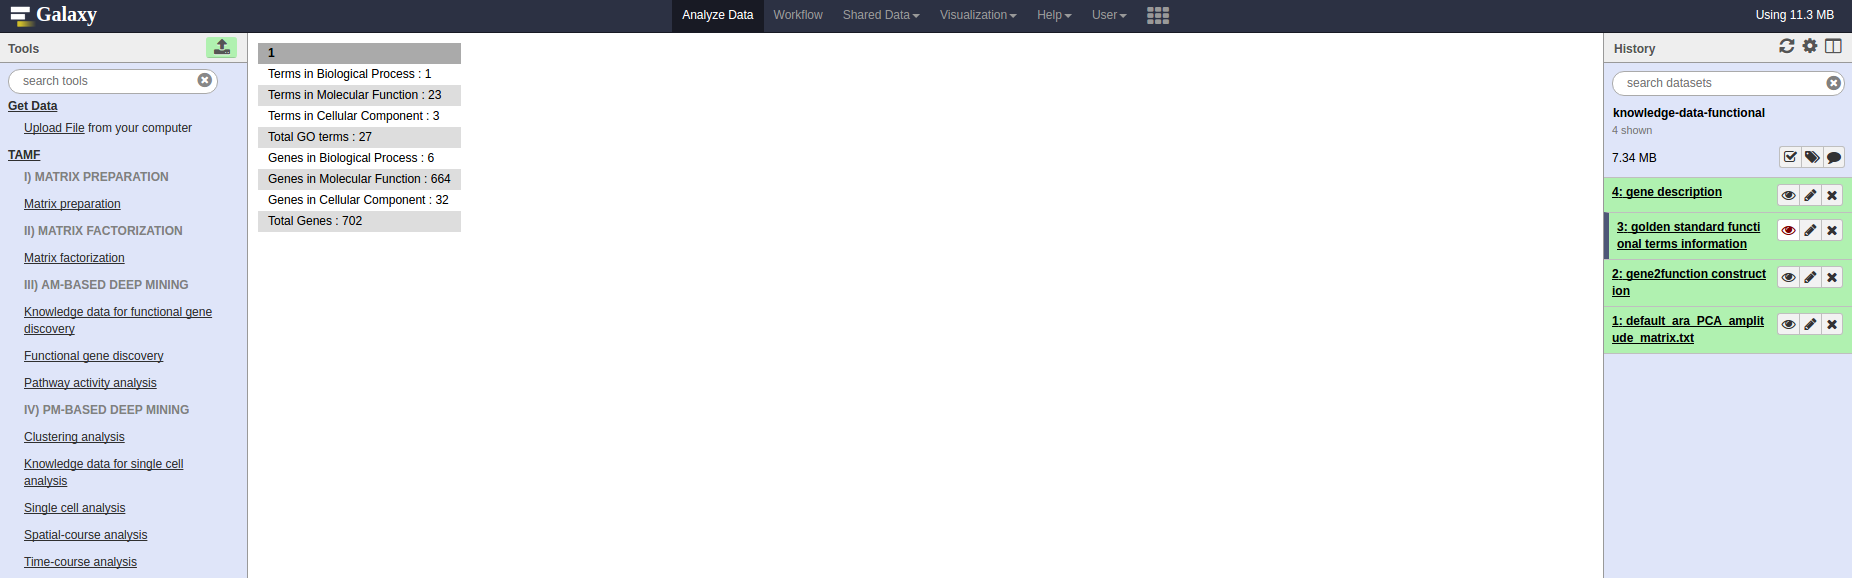 Galaxy
Analyze Data
Workflow
Shared Data
Visualization
Help
User
Using 11.3 MB
Tools
search tools
Get Data
Upload File from your computer
TAMF
I) MATRIX PREPARATION
Matrix preparation
II) MATRIX FACTORIZATION
Matrix factorization
III) AM-BASED DEEP MINING
Knowledge data for functional gene
discovery
Functional gene discovery
Pathway activity analysis
IV) PM-BASED DEEP MINING
Clustering analysis
Knowledge data for single cell
analysis
Single cell analysis
Spatial-course analysis
Time-course analysis
1
Terms in Biological Process : 1
Terms in Molecular Function : 23
Terms in Cellular Component : 3
Total GO terms : 27
Genes in Biological Process : 6
Genes in Molecular Function : 664
Genes in Cellular Component : 32
Total Genes : 702
History
search datasets
knowledge-data-functional
4 shown
7.34 MB
4: gene description
3: golden standard functi
onal terms information
2: gene2function construct
ion
1: default_ara_PCA_amplit
ude_matrix.txt